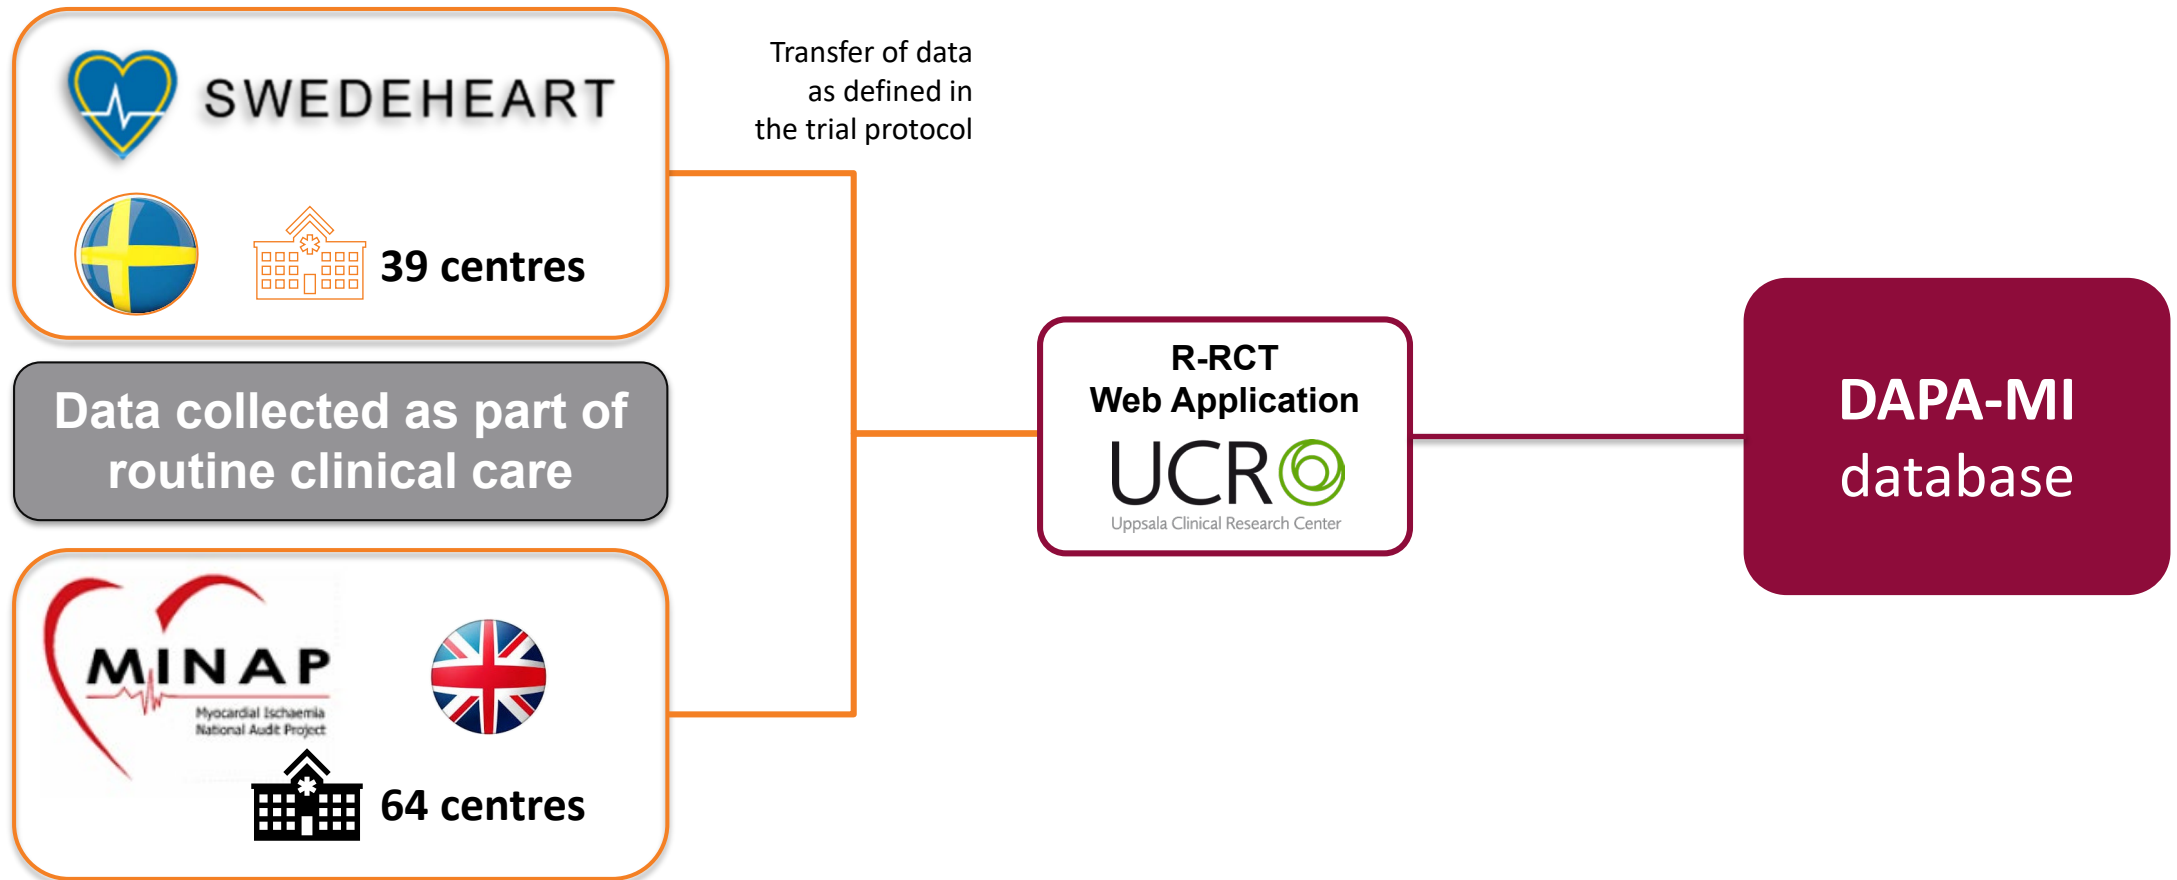 SWEDEHEART
39 centres
Transfer of data
as defined in
the trial protocol
Data collected as part of
routine clinical care
MINAP
Myocardial Ischaemia
National Audit Project
64 centres
R-RCT
Web Application
UCR
Uppsala Clinical Research Center
DAPA-MI
database